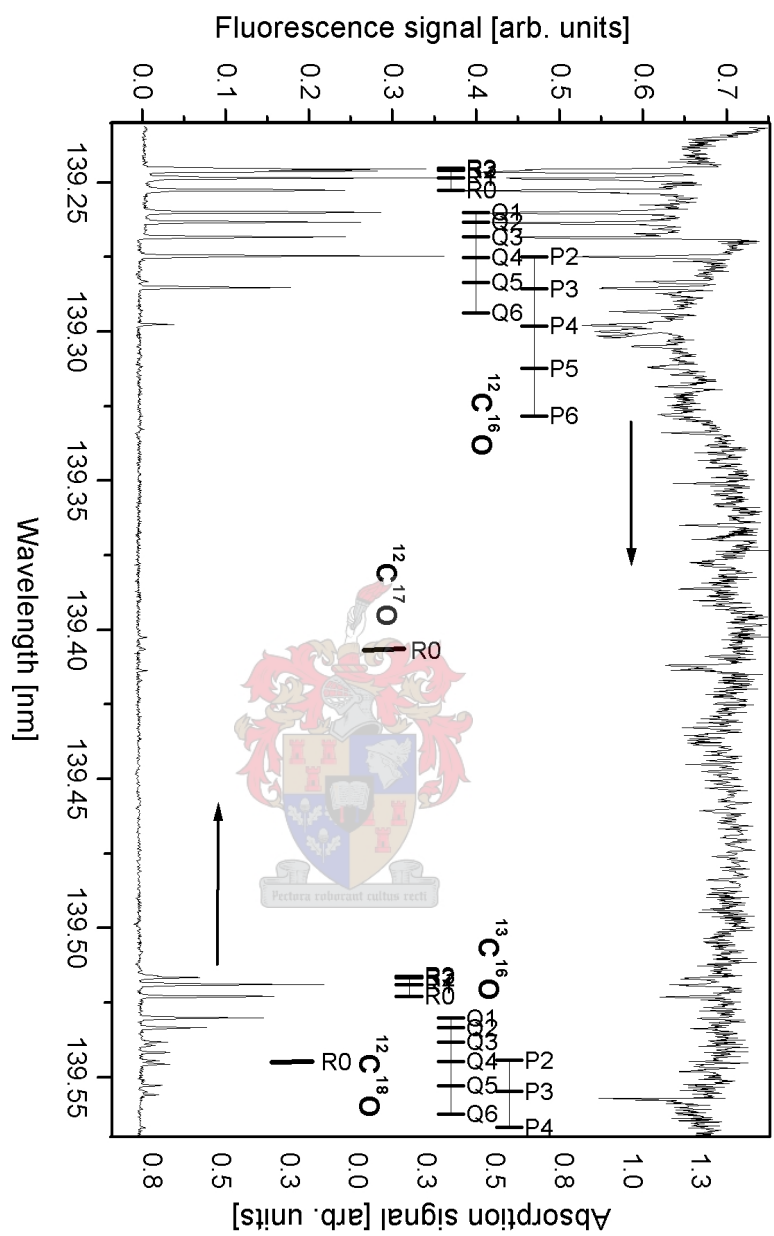 Fluorescence signal [arb. units]
0.0
0.1
0.2
0.3
0.4
0.5
0.6
0.7
139.25
139.30
139.35
139.40
139.45
139.50
139.55
Wavelength [nm]
0.8
0.5
0.3
0.0
0.3
0.5
0.8
1.0
1.3
Absorption signal [arb. units]
R1
R0
Q1
Q2
Q3
Q4
Q5
Q6
P2
P3
P4
P5
P6
¹²C¹⁶O
¹²C¹⁷O
R0
Pectora roborant cultus recti
¹³C¹⁶O
R1
R0
Q1
Q2
Q3
Q4
Q5
Q6
P2
P3
P4
R0
¹²C¹⁸O